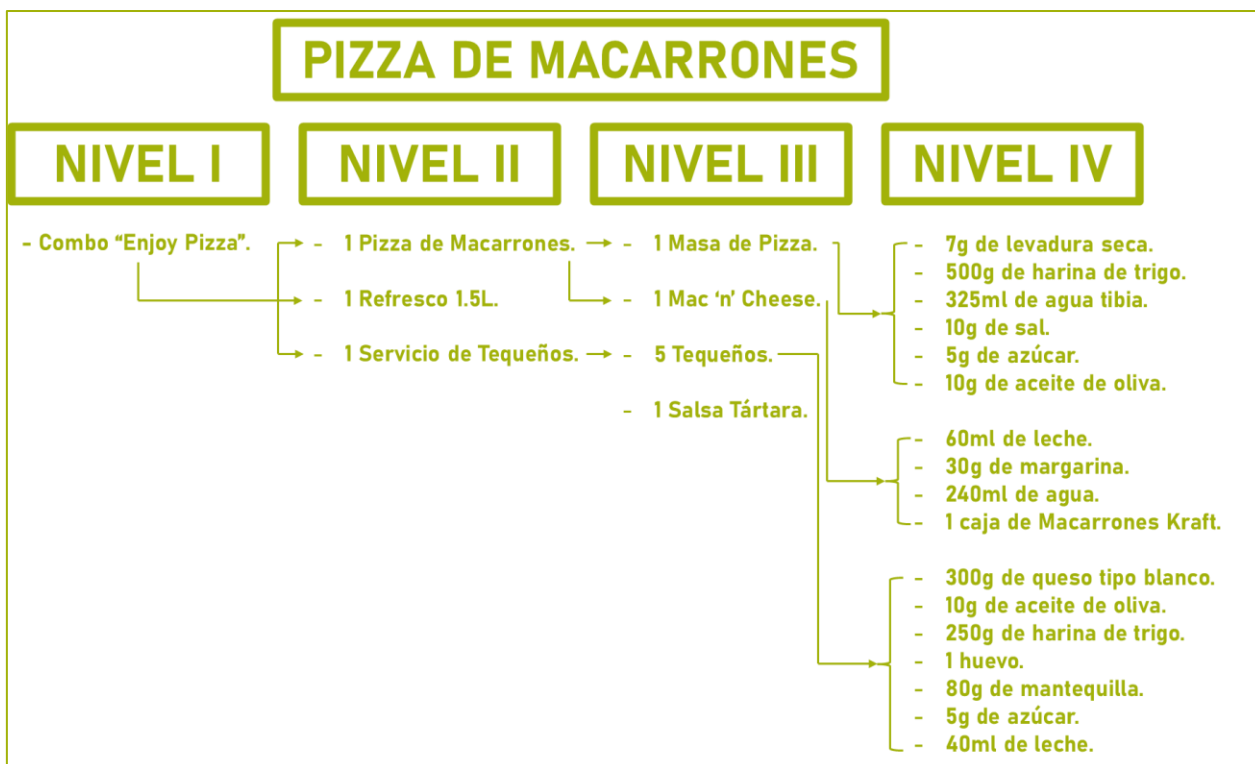 PIZZA DE MACARRONES
NIVEL I
NIVEL II
NIVEL III
NIVEL IV
- Combo “Enjoy Pizza”.
- 1 Pizza de Macarrones.
- 1 Refresco 1.5L.
- 1 Servicio de Tequeños.
- 1 Masa de Pizza.
- 1 Mac ‘n’ Cheese.
- 5 Tequeños.
- 1 Salsa Tártara.
- 7g de levadura seca.
- 500g de harina de trigo.
- 325ml de agua tibia.
- 10g de sal.
- 5g de azúcar.
- 10g de aceite de oliva.
- 60ml de leche.
- 30g de margarina.
- 240ml de agua.
- 1 caja de Macarrones Kraft.
- 300g de queso tipo blanco.
- 10g de aceite de oliva.
- 250g de harina de trigo.
- 1 huevo.
- 80g de mantequilla.
- 5g de azúcar.
- 40ml de leche.